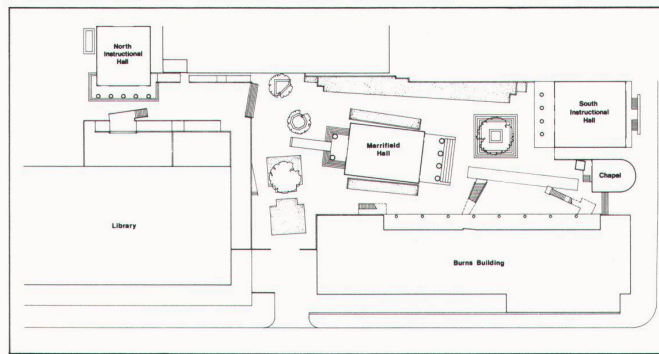 North
Instructional
Hall
Merrifield
Hall
South
Instructional
Hall
Chapel
Library
Burns Building